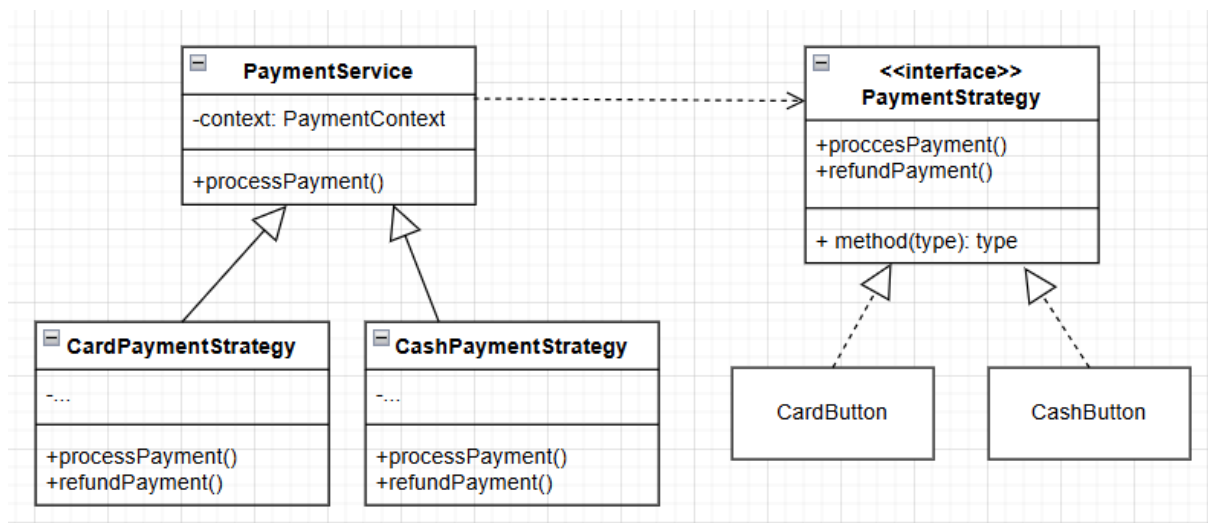 PaymentService
-context: PaymentContext
+processPayment()
<<interface>>
PaymentStrategy
+proccesPayment()
+refundPayment()
+ method(type): type
CardPaymentStrategy
-...
+processPayment()
+refundPayment()
CashPaymentStrategy
-...
+processPayment()
+refundPayment()
CardButton
CashButton